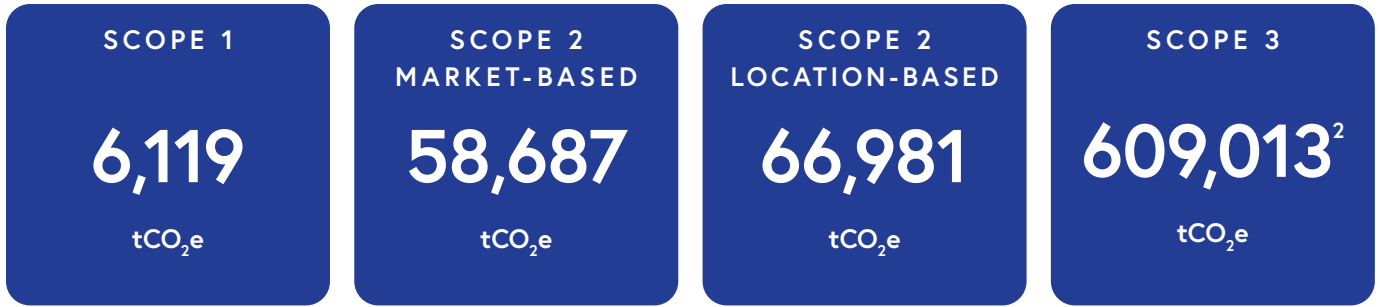 SCOPE 1
6,119
tCO₂e
SCOPE 2
MARKET-BASED
58,687
tCO₂e
SCOPE 2
LOCATION-BASED
66,981
tCO₂e
SCOPE 3
609,013²
tCO₂e